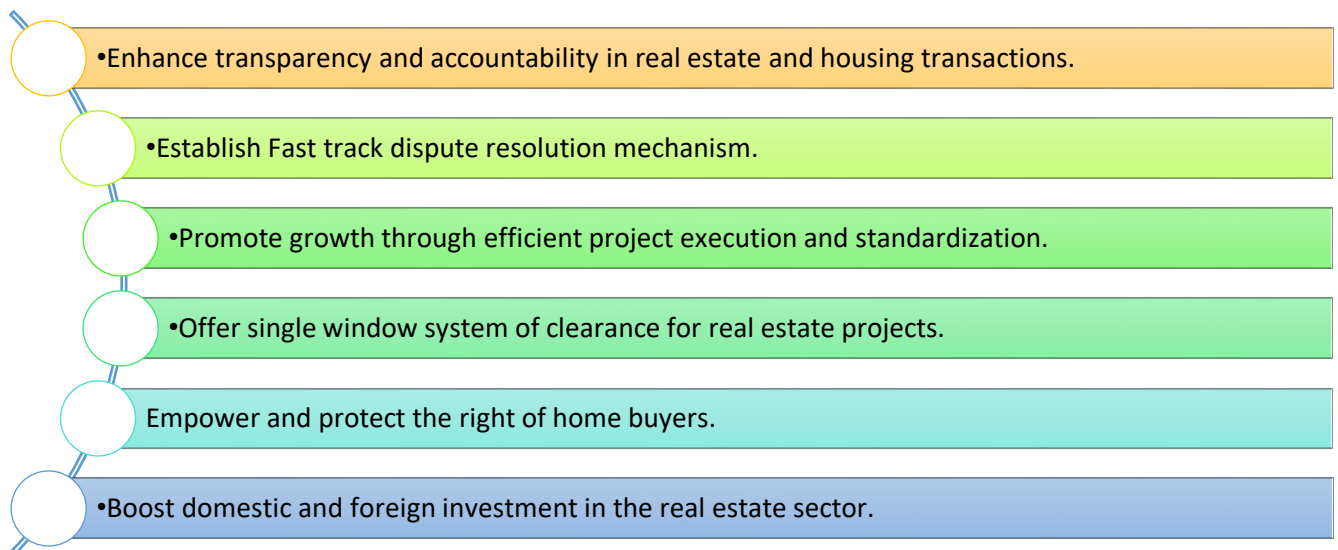 •Enhance transparency and accountability in real estate and housing transactions.
•Establish Fast track dispute resolution mechanism.
•Promote growth through efficient project execution and standardization.
•Offer single window system of clearance for real estate projects.
Empower and protect the right of home buyers.
•Boost domestic and foreign investment in the real estate sector.